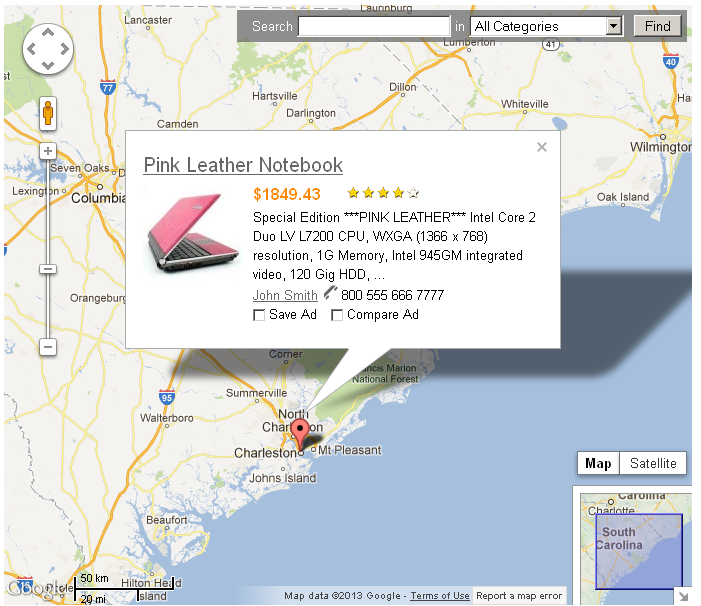 Laurinburg
Search in All Categories Find
Lancaster
Lumberton
41
77
Dillon
40
Hartsville
Whiteville
Darlington
Camden
Wilmington
Seven Oaks
Lexington
Columbia
Oak Island
Orangeburg
Pink Leather Notebook
$1849.43
Special Edition ***PINK LEATHER*** Intel Core 2
Duo LV L7200 CPU, WXGA (1366 x 768)
resolution, 1G Memory, Intel 945GM integrated
video, 120 Gig HDD, ...
John Smith 800 555 666 7777
Save Ad Compare Ad
Corner
Francis Marion
National Forest
95
Summerville
Walterboro
North
Charleston
Charleston
Mt Pleasant
Johns Island
Map Satellite
Carolina
Charlotte
South
Carolina
Beaufort
Hilton Head
Island
50 km
20 mi
Google
Map data ©2013 Google - Terms of Use Report a map error